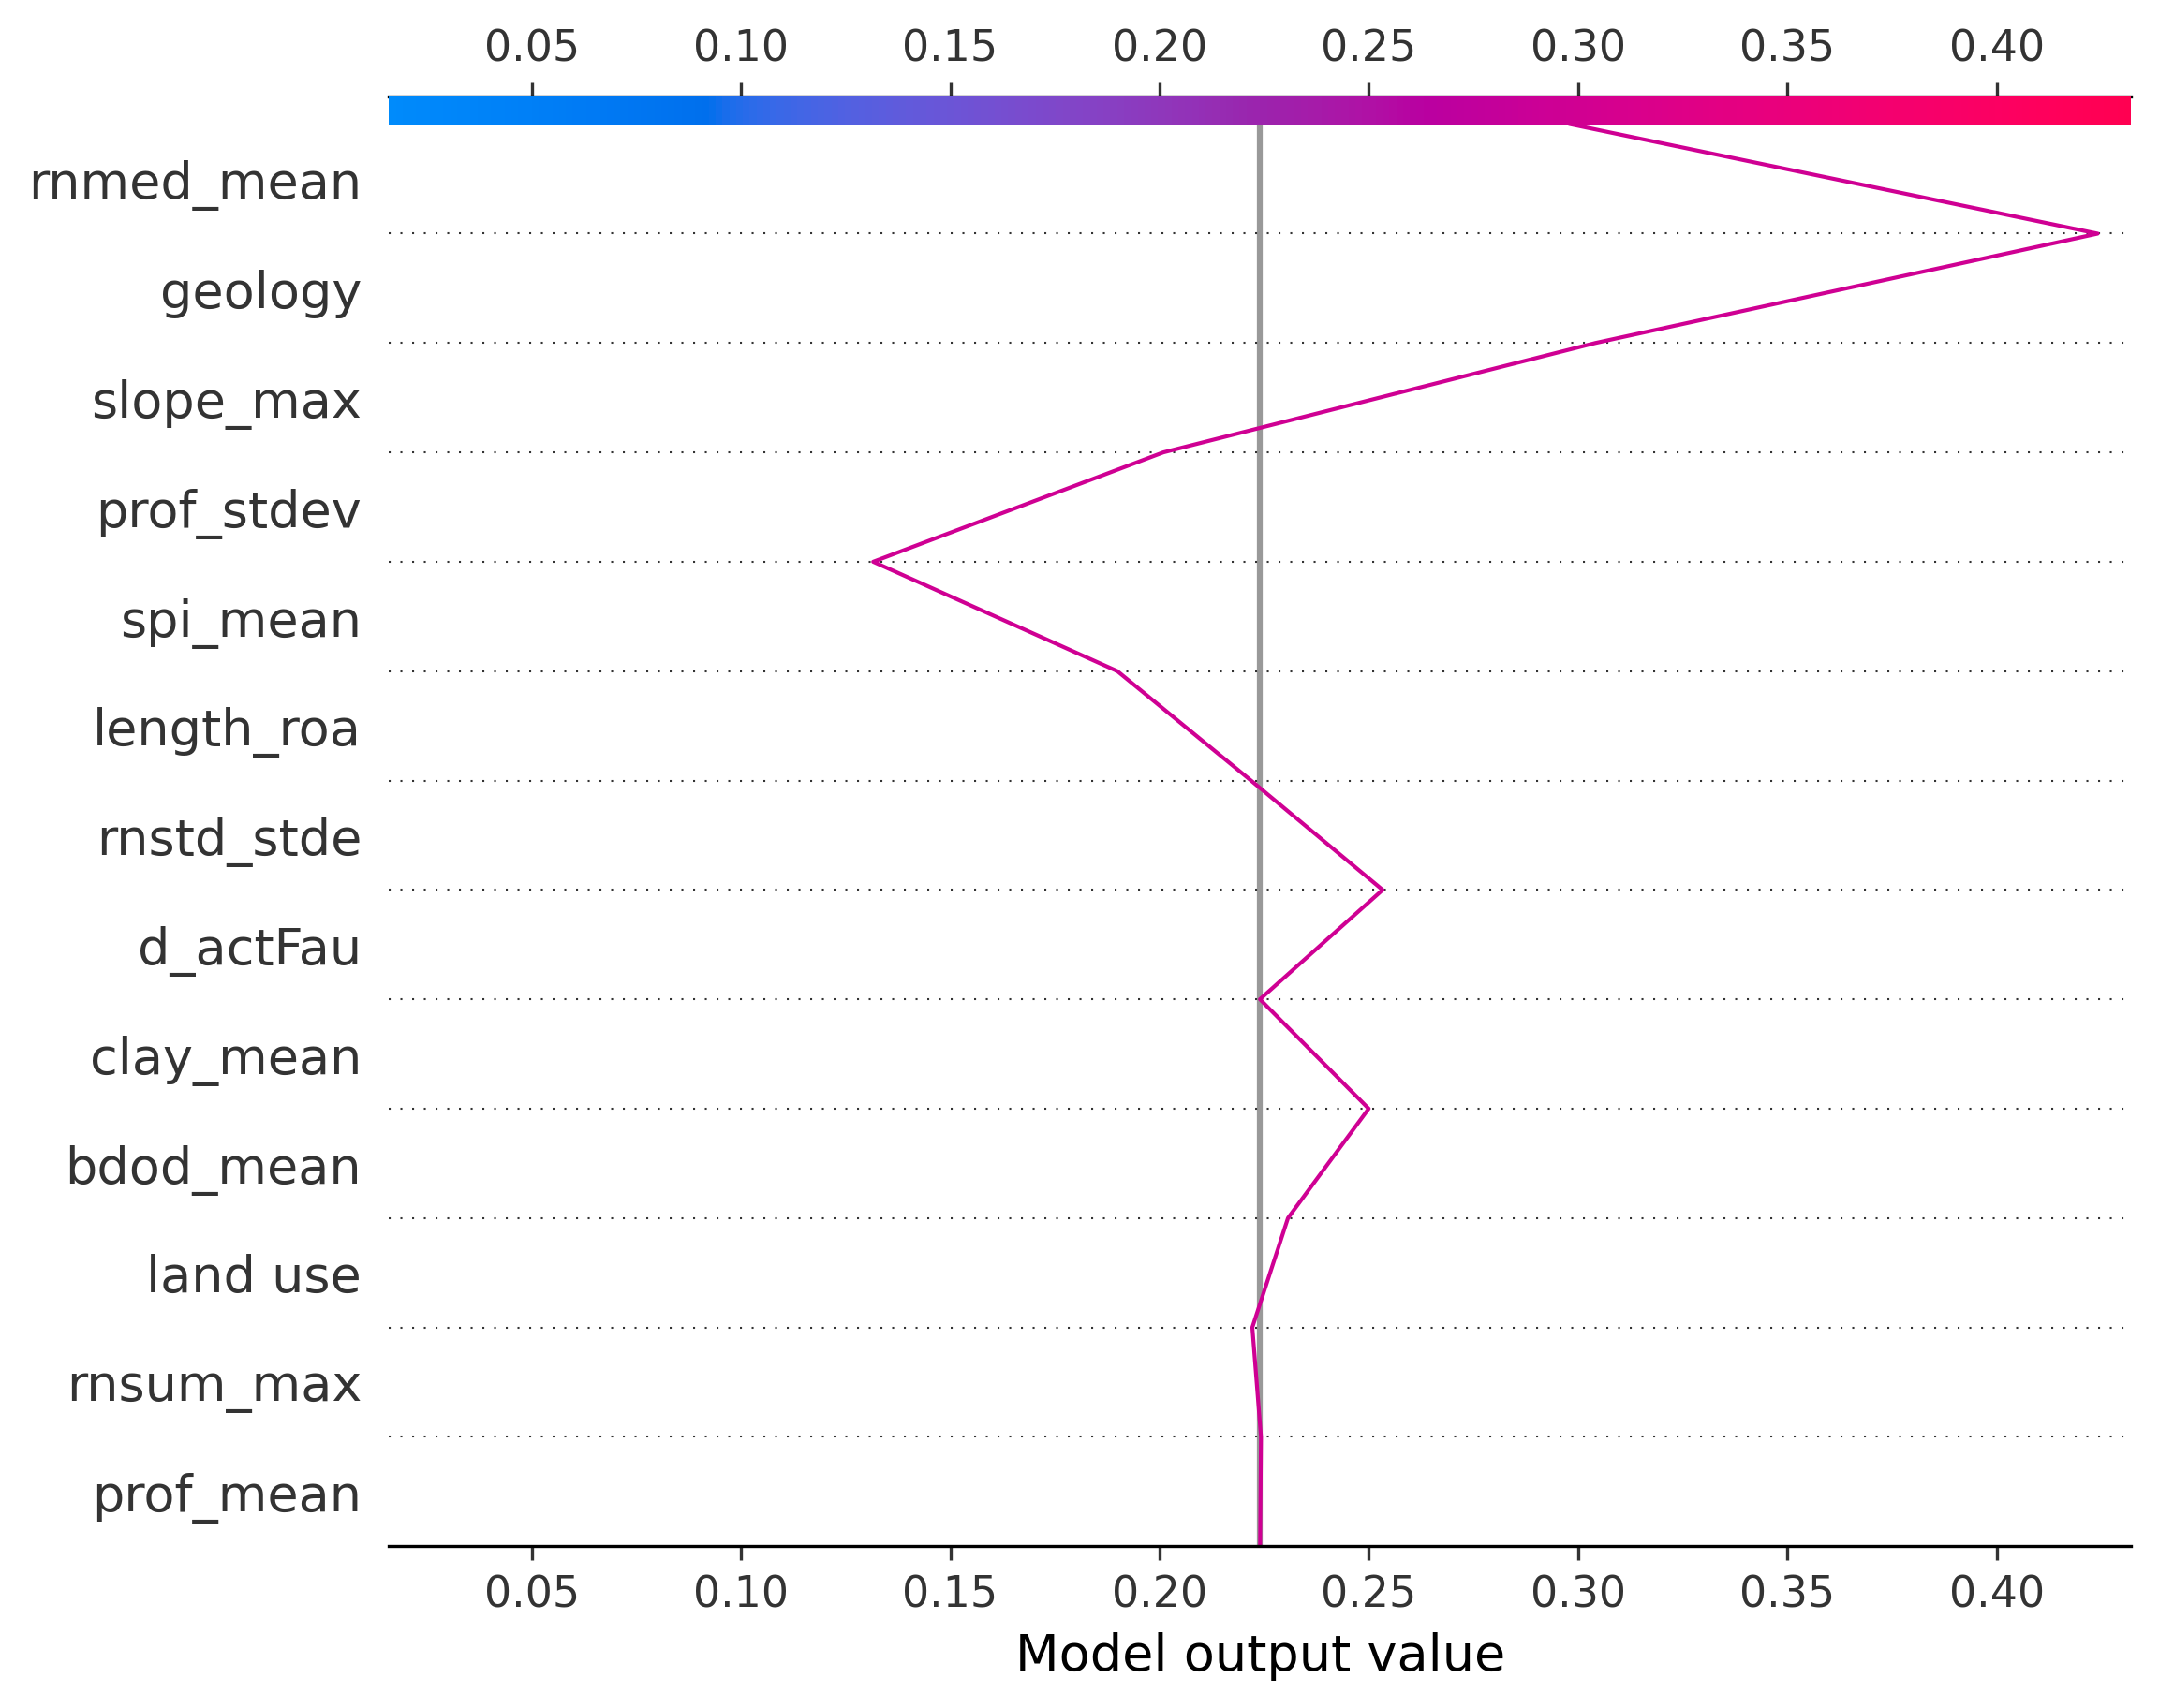 0.05 0.10 0.15 0.20 0.25 0.30 0.35 0.40
rnmed_mean
geology
slope_max
prof_stdev
spi_mean
length_roa
rnstd_stde
d_actFau
clay_mean
bdod_mean
land use
rnsum_max
prof_mean
0.05 0.10 0.15 0.20 0.25 0.30 0.35 0.40
Model output value